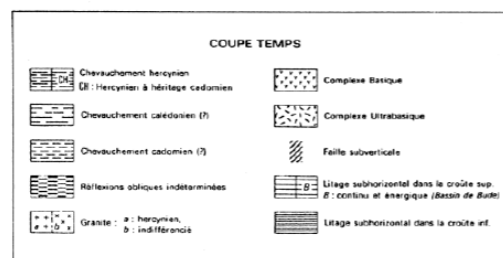 COUPE TEMPS
CH
Chevauchement hercynien
CH : Hercynien à héritage cadomien
Chevauchement calédonien (?)
Chevauchement cadomien (?)
Réflexions obliques indéterminées
a
b
Granite : a : hercynien,
b : indifférencié
Complexe Basique
Complexe Ultrabasique
Faille subverticale
B
Litage subhorizontal dans la croûte sup.
B : continu et énergique (Bassin de Bude)
Litage subhorizontal dans la croûte inf.